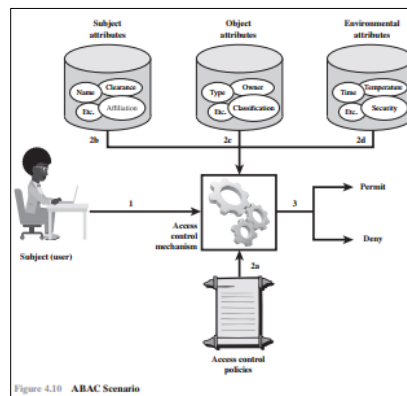 Subject
attributes
Object
attributes
Environmental
attributes
Name
Clearance
Etc.
Affiliation
Type
Owner
Etc.
Classification
Time
Temperature
Etc.
Security
2b
2c
2d
1
3
Permit
Deny
Access
control
mechanism
Subject (user)
2a
Access control
policies
Figure 4.10 ABAC Scenario